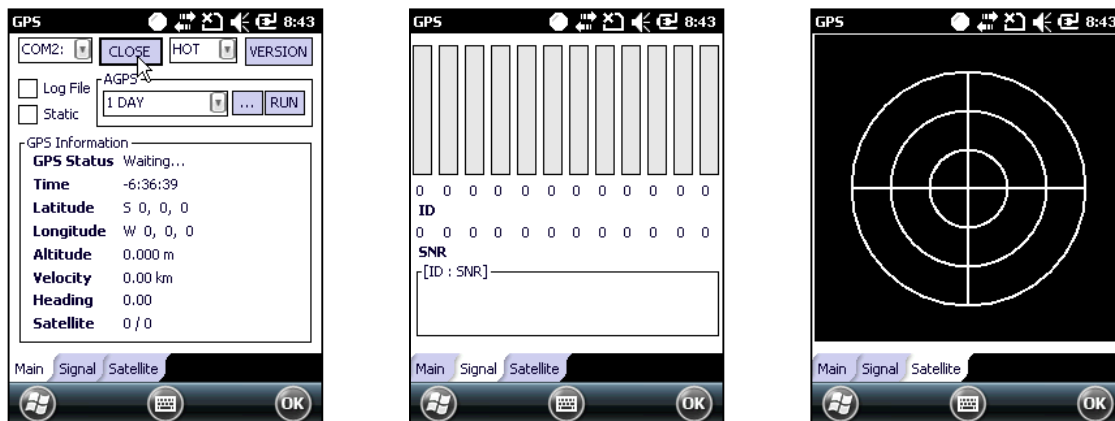 GPS 8:43
COM2: CLOSE HOT VERSION
Log File
AGPS
Static
1 DAY ... RUN
GPS Information
GPS Status Waiting...
Time -6:36:39
Latitude S 0, 0, 0
Longitude W 0, 0, 0
Altitude 0.000 m
Velocity 0.00 km
Heading 0.00
Satellite 0 / 0
Main Signal Satellite
OK
GPS 8:43
0 0 0 0 0 0 0 0 0 0 0 0
ID
0 0 0 0 0 0 0 0 0 0 0 0
SNR
[ID : SNR]
Main Signal Satellite
OK
GPS 8:43
Main Signal Satellite
OK